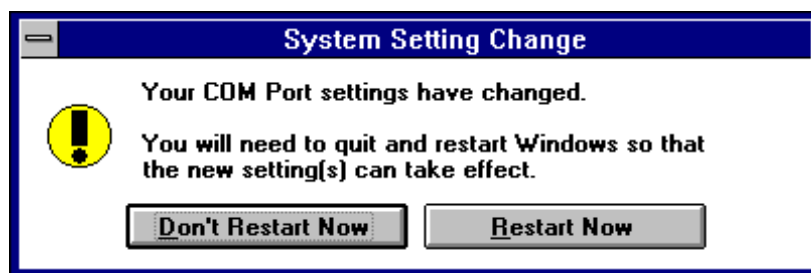 System Setting Change
Your COM Port settings have changed.
You will need to quit and restart Windows so that
the new setting(s) can take effect.
Don't Restart Now
Restart Now